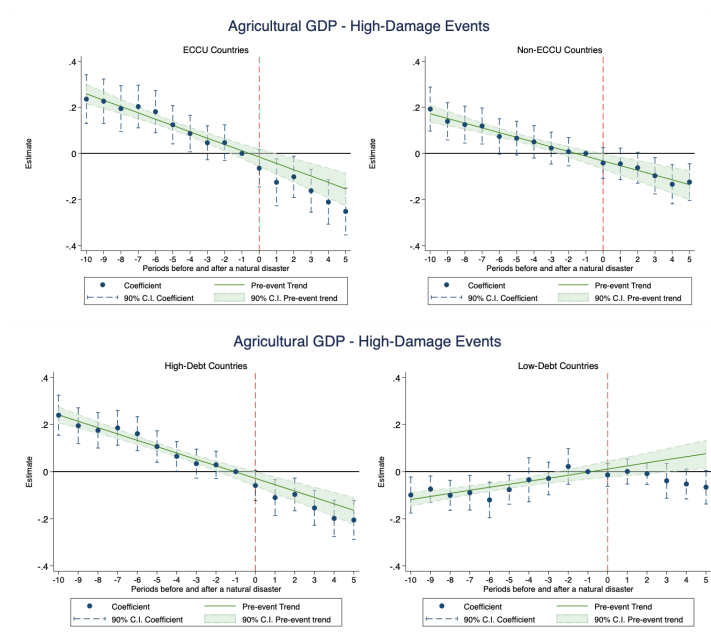 Agricultural GDP - High-Damage Events
ECCU Countries
Non-ECCU Countries
.4
.2
0
-.2
-.4
Estimate
-10 -9 -8 -7 -6 -5 -4 -3 -2 -1 0 1 2 3 4 5
Periods before and after a natural disaster
Coefficient
Pre-event Trend
90% C.I. Coefficient
90% C.I. Pre-event trend
.4
.2
0
-.2
-.4
Estimate
-10 -9 -8 -7 -6 -5 -4 -3 -2 -1 0 1 2 3 4 5
Periods before and after a natural disaster
Coefficient
Pre-event Trend
90% C.I. Coefficient
90% C.I. Pre-event trend
Agricultural GDP - High-Damage Events
High-Debt Countries
Low-Debt Countries
.4
.2
0
-.2
-.4
Estimate
-10 -9 -8 -7 -6 -5 -4 -3 -2 -1 0 1 2 3 4 5
Periods before and after a natural disaster
Coefficient
Pre-event Trend
90% C.I. Coefficient
90% C.I. Pre-event trend
.4
.2
0
-.2
-.4
Estimate
-10 -9 -8 -7 -6 -5 -4 -3 -2 -1 0 1 2 3 4 5
Periods before and after a natural disaster
Coefficient
Pre-event Trend
90% C.I. Coefficient
90% C.I. Pre-event trend